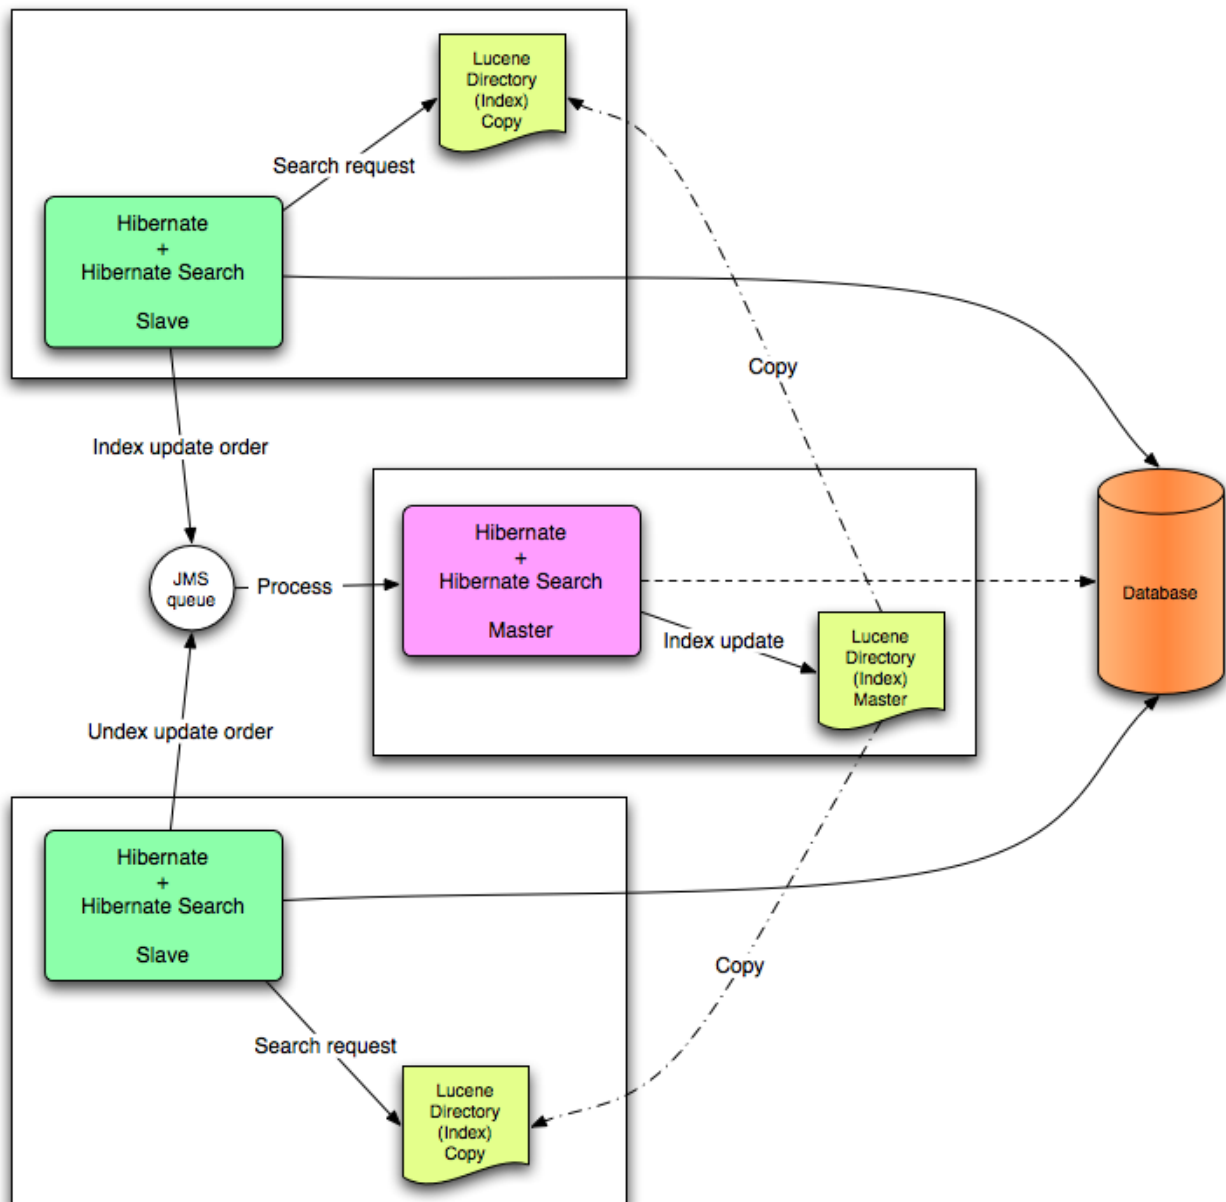 Lucene
Directory
(Index)
Copy
Search request
Hibernate
+
Hibernate Search
Slave
Copy
Index update order
Hibernate
+
Hibernate Search
Master
JMS
queue
Process
Database
Index update
Lucene
Directory
(Index)
Master
Undex update order
Hibernate
+
Hibernate Search
Slave
Copy
Search request
Lucene
Directory
(Index)
Copy